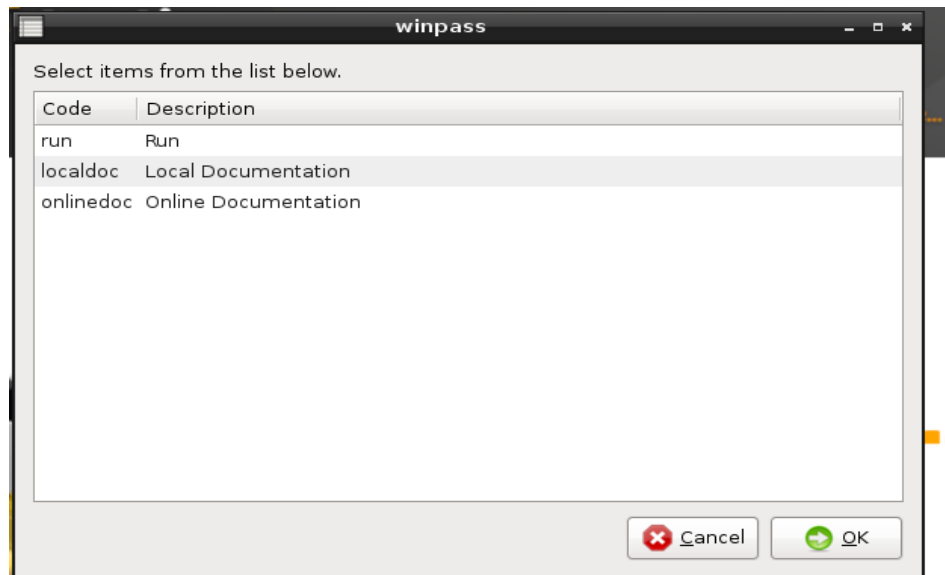 winpass
Select items from the list below.
Code Description
run Run
localdoc Local Documentation
onlinedoc Online Documentation
Cancel OK